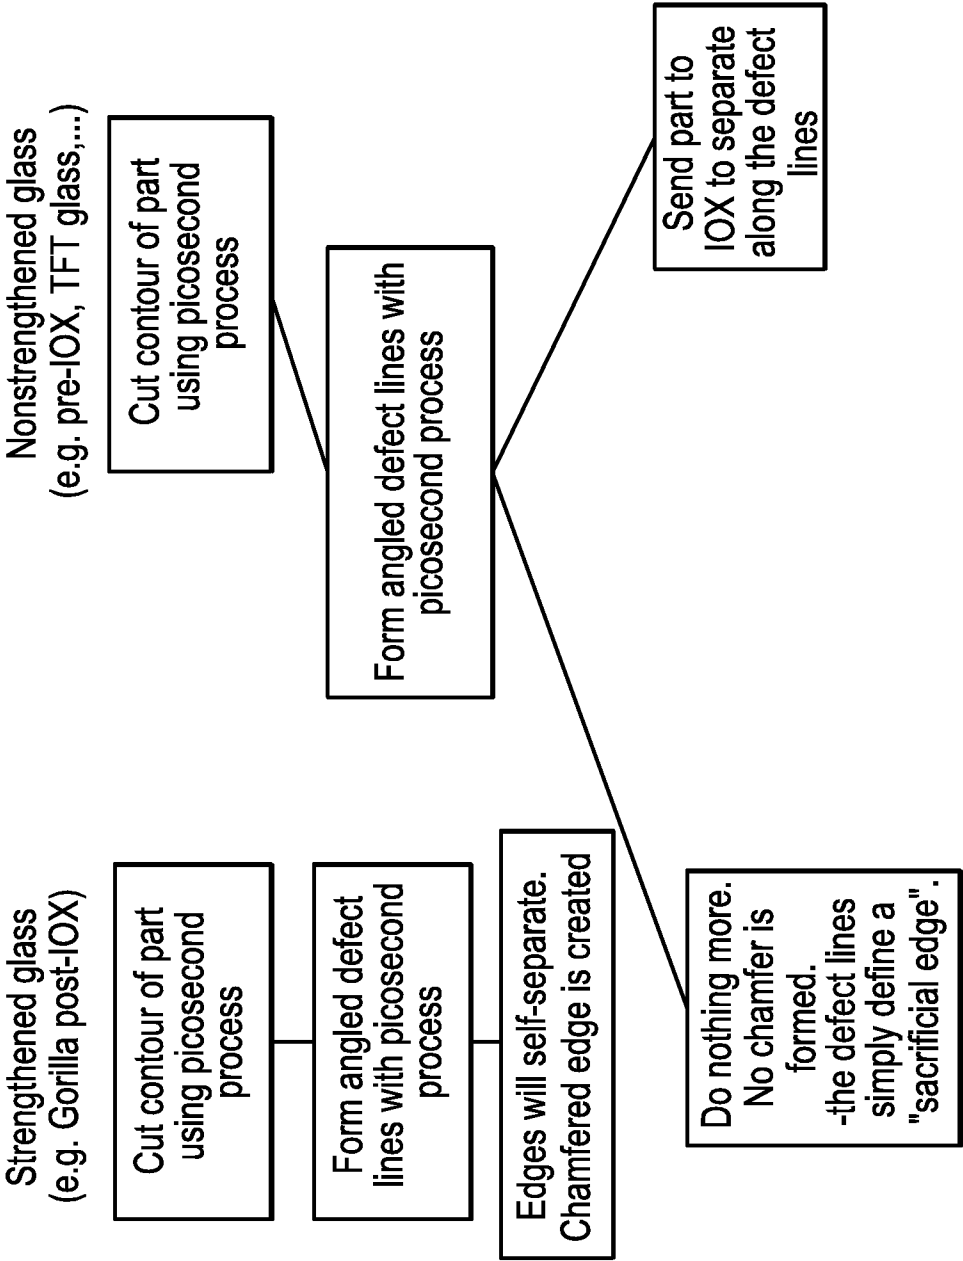 Strengthened glass
(e.g. Gorilla post-IOX)
Cut contour of part
using picosecond
process
Form angled defect
lines with picosecond
process
Edges will self-separate.
Chamfered edge is created
Nonstrengthened glass
(e.g. pre-IOX, TFT glass,...)
Cut contour of part
using picosecond
process
Form angled defect lines with
picosecond process
Do nothing more.
No chamfer is
formed.
-the defect lines
simply define a
"sacrificial edge".
Send part to
IOX to separate
along the defect
lines